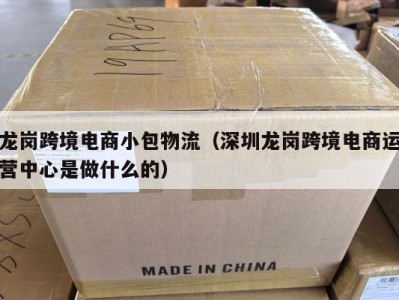 19AP69
龙岗跨境电商小包物流（深圳龙岗跨境电商运
营中心是做什么的）
MADE IN CHINA